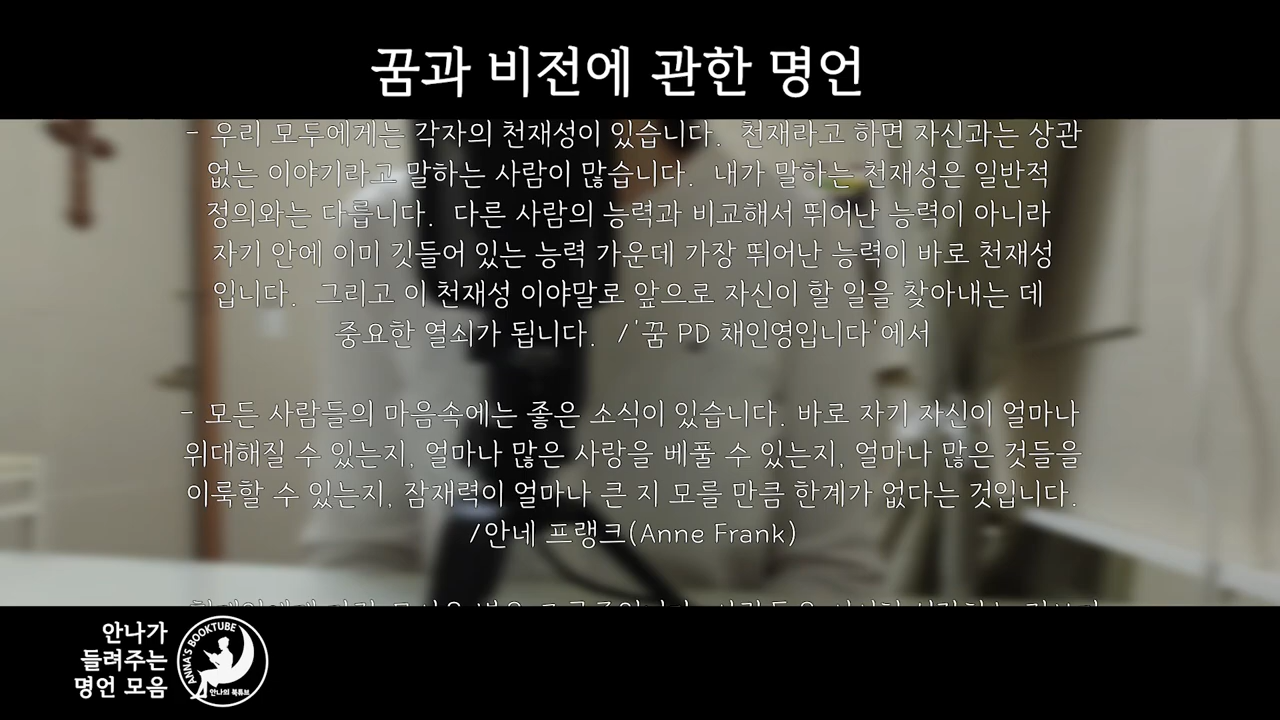 꿈과 비전에 관한 명언
- 우리 모두에게는 각자의 천재성이 있습니다. 천재라고 하면 자신과는 상관
없는 이야기라고 말하는 사람이 많습니다. 내가 말하는 천재성은 일반적
정의와는 다릅니다. 다른 사람의 능력과 비교해서 뛰어난 능력이 아니라
자기 안에 이미 깃들어 있는 능력 가운데 가장 뛰어난 능력이 바로 천재성
입니다. 그리고 이 천재성 이야말로 앞으로 자신이 할 일을 찾아내는 데
중요한 열쇠가 됩니다. /'꿈 PD 채인영입니다'에서
- 모든 사람들의 마음속에는 좋은 소식이 있습니다. 바로 자기 자신이 얼마나
위대해질 수 있는지, 얼마나 많은 사랑을 베풀 수 있는지, 얼마나 많은 것들을
이룩할 수 있는지, 잠재력이 얼마나 큰 지 모를 만큼 한계가 없다는 것입니다.
/안네 프랭크(Anne Frank)
안나가
들려주는
명언 모음
ANNA'S BOOKTUBE
안나의 북튜브